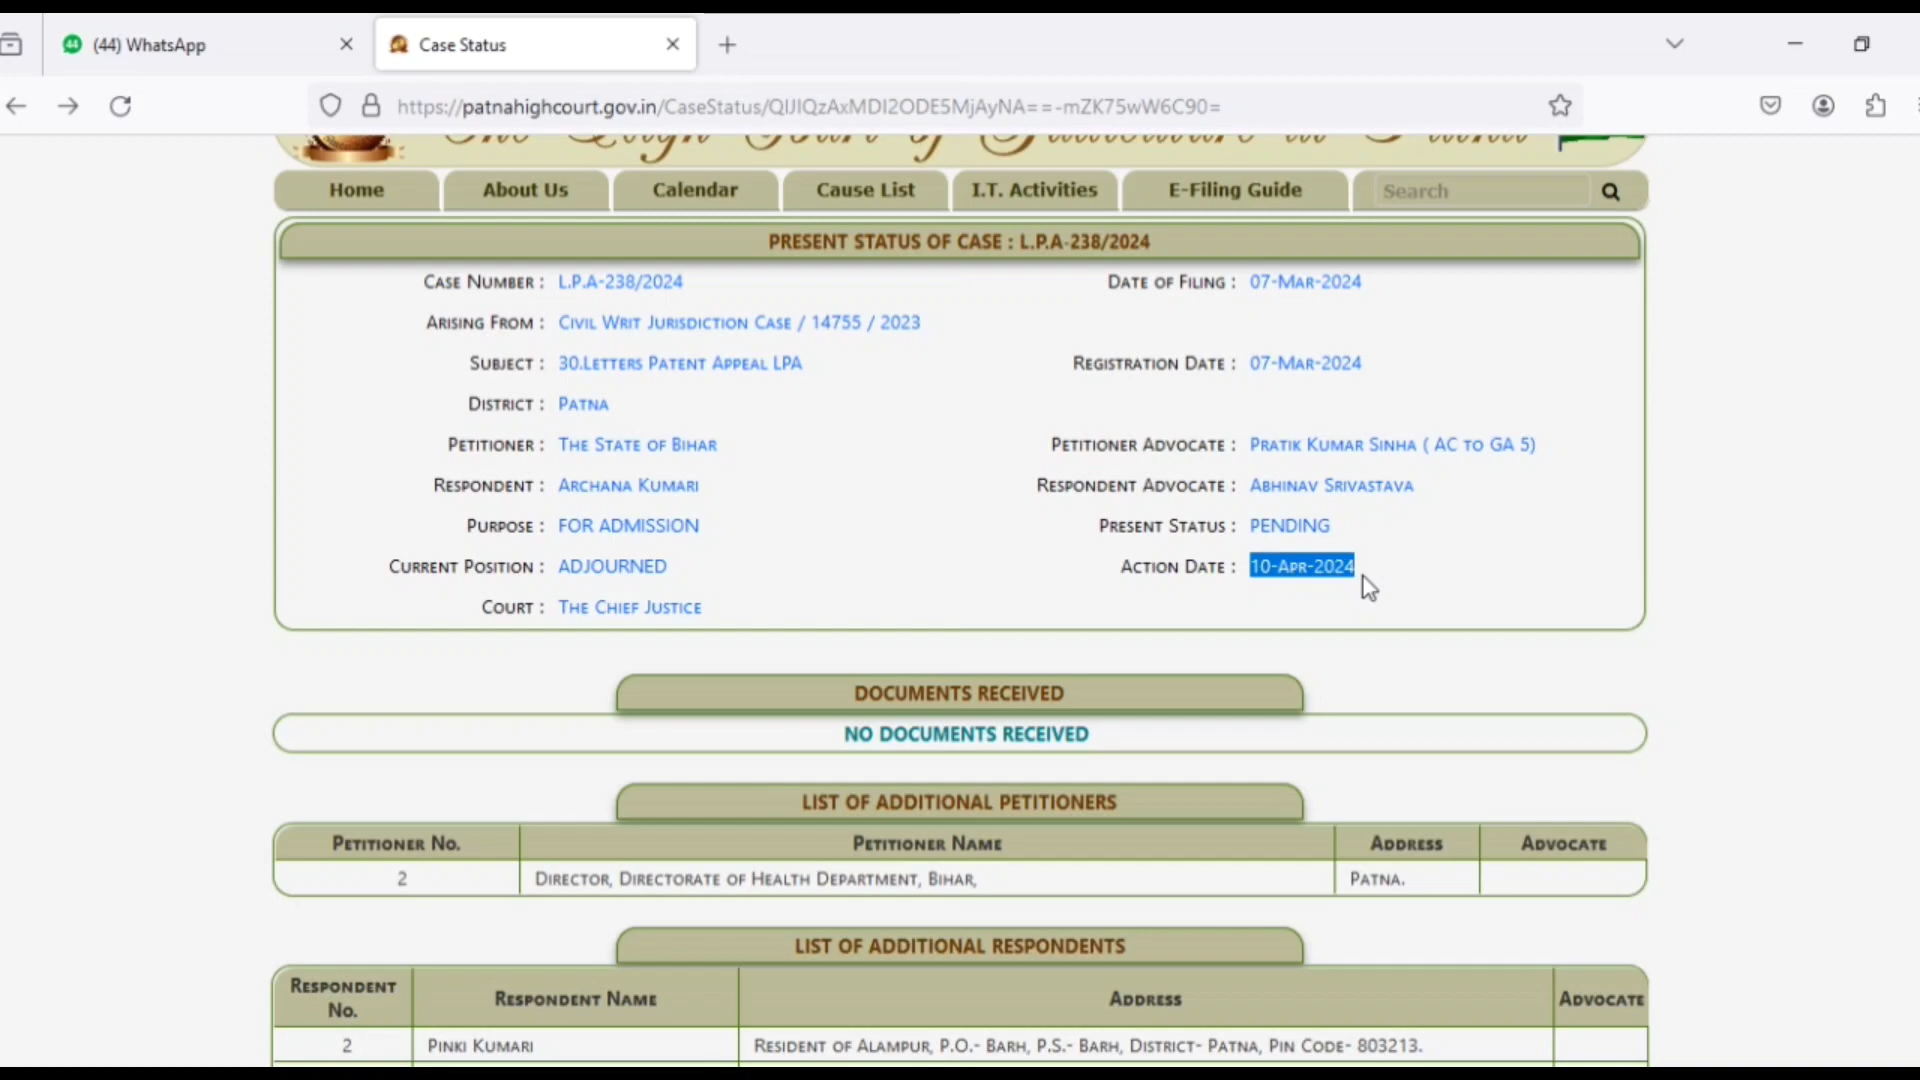 44 (44) WhatsApp
Case Status
https://patnahighcourt.gov.in/CaseStatus/QlJlQzAxMDI2ODE5MjAyNA==-mZK75wW6C90=
Home About Us Calendar Cause List I.T. Activities E-Filing Guide Search
PRESENT STATUS OF CASE : L.P.A-238/2024
CASE NUMBER : L.P.A-238/2024 DATE OF FILING : 07-MAR-2024
ARISING FROM : CIVIL WRIT JURISDICTION CASE / 14755 / 2023
SUBJECT : 30.LETTERS PATENT APPEAL LPA REGISTRATION DATE : 07-MAR-2024
DISTRICT : PATNA
PETITIONER : THE STATE OF BIHAR PETITIONER ADVOCATE : PRATIK KUMAR SINHA ( AC TO GA 5)
RESPONDENT : ARCHANA KUMARI RESPONDENT ADVOCATE : ABHINAV SRIVASTAVA
PURPOSE : FOR ADMISSION PRESENT STATUS : PENDING
CURRENT POSITION : ADJOURNED ACTION DATE : 10-APR-2024
COURT : THE CHIEF JUSTICE
DOCUMENTS RECEIVED
NO DOCUMENTS RECEIVED
LIST OF ADDITIONAL PETITIONERS
PETITIONER NO. PETITIONER NAME ADDRESS ADVOCATE
2 DIRECTOR, DIRECTORATE OF HEALTH DEPARTMENT, BIHAR, PATNA.
LIST OF ADDITIONAL RESPONDENTS
RESPONDENT NO. RESPONDENT NAME ADDRESS ADVOCATE
2 PINKI KUMARI RESIDENT OF ALAMPUR, P.O.- BARH, P.S.- BARH, DISTRICT- PATNA, PIN CODE- 803213.